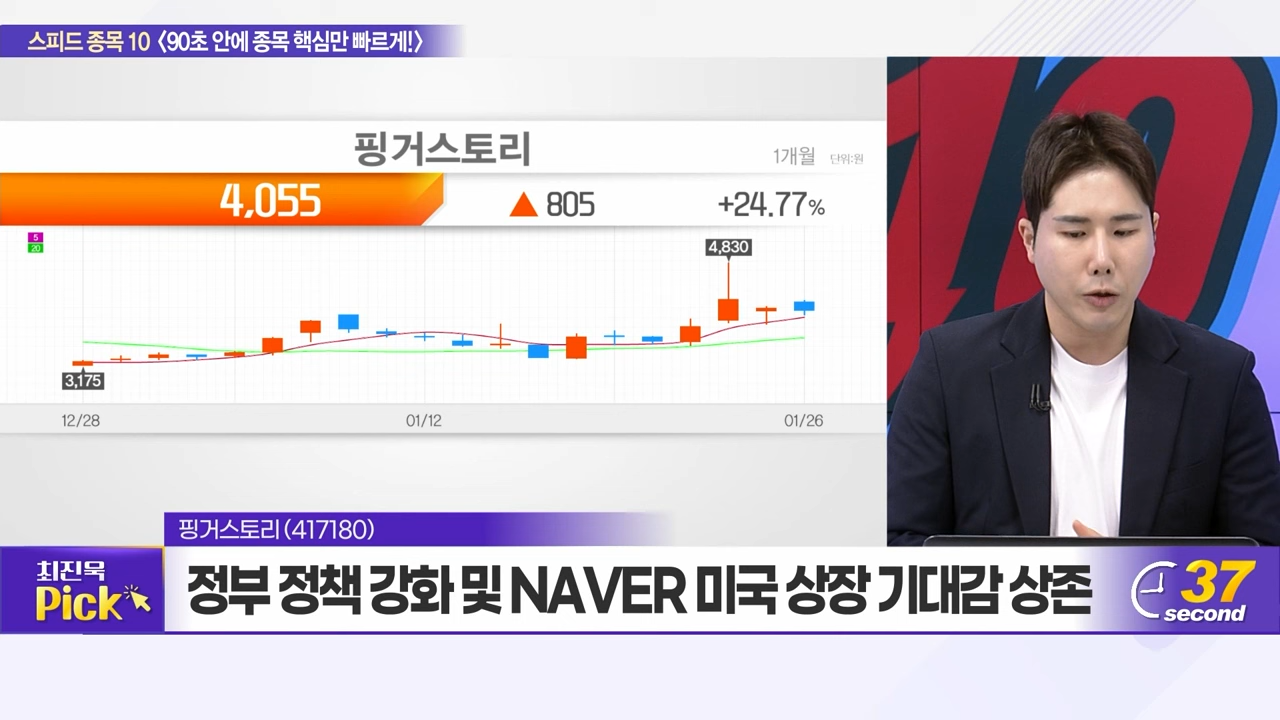 스피드 종목 10 〈90초 안에 종목 핵심만 빠르게!〉
10
핑거스토리
1개월 단위:원
4,055 ▲ 805 +24.77%
5
20
4,830
3,175
12/28 01/12 01/26
핑거스토리 (417180)
최진욱
Pick
정부 정책 강화 및 NAVER 미국 상장 기대감 상존
37
second